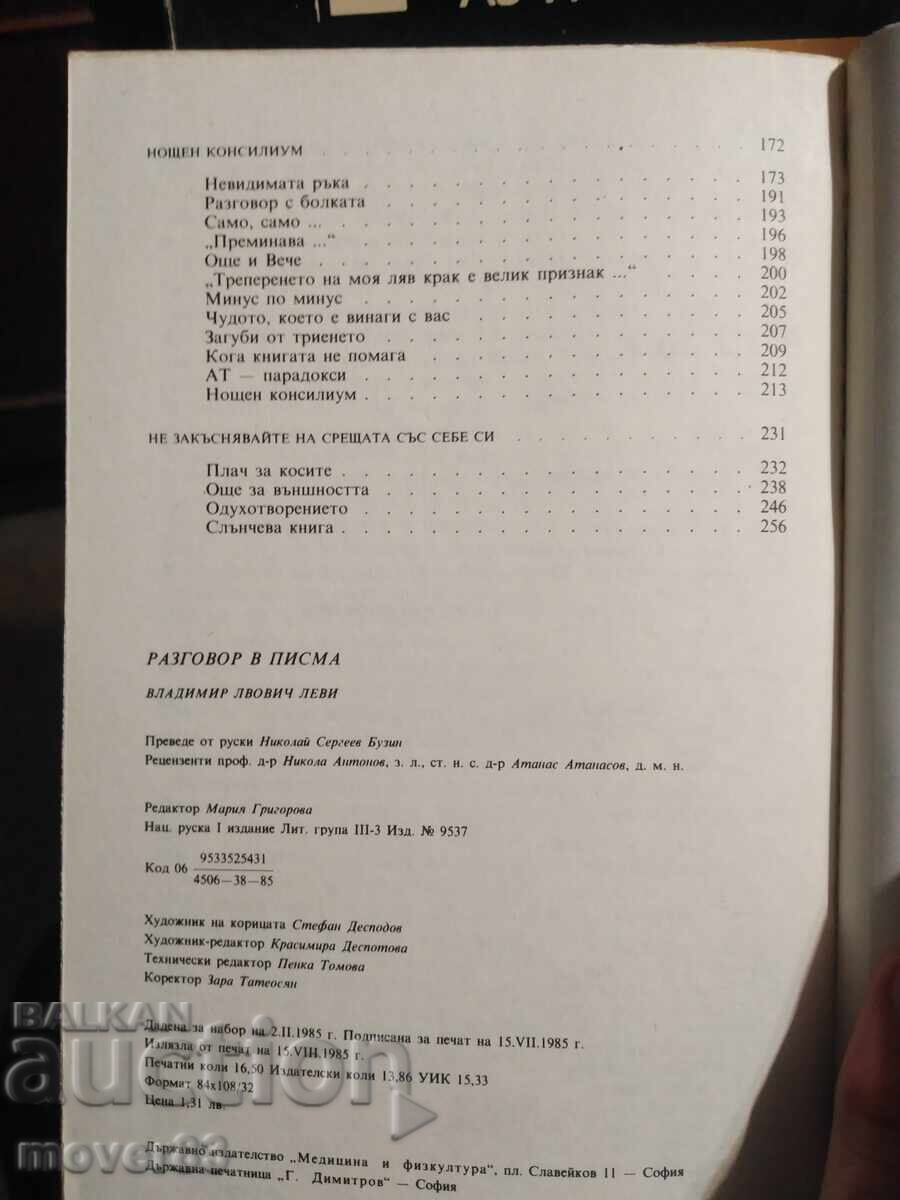 НОЩЕН КОНСИЛИУМ . . . . . . . . . . . . . . . . 172
Невидимата ръка . . . . . . . . . . . . . . . . 173
Разговор с болката . . . . . . . . . . . . . . . . 191
Само, само ... . . . . . . . . . . . . . . . . 193
„Преминава ...“ . . . . . . . . . . . . . . . . 196
Още и Вече . . . . . . . . . . . . . . . . 198
„Треперенето на моя ляв крак е велик признак ...“ . . . . . . 200
Минус по минус . . . . . . . . . . . . . . . . 202
Чудото, което е винаги с вас . . . . . . . . . . . . 205
Загуби от триенето . . . . . . . . . . . . . . . 207
Кога книгата не помага . . . . . . . . . . . . . . 209
АТ — парадокси . . . . . . . . . . . . . . . . 212
Нощен консилиум . . . . . . . . . . . . . . . . 213
НЕ ЗАКЪСНЯВАЙТЕ НА СРЕЩАТА СЪС СЕБЕ СИ . . . . . . . . . . 231
Плач за косите . . . . . . . . . . . . . . . . 232
Още за външността . . . . . . . . . . . . . . . 238
Одухотворението . . . . . . . . . . . . . . . . 246
Слънчева книга . . . . . . . . . . . . . . . . 256
РАЗГОВОР В ПИСМА
ВЛАДИМИР ЛВОВИЧ ЛЕВИ
Преведе от руски Николай Сергеев Бузин
Рецензенти проф. д-р Никола Антонов, з. л., ст. н. с. д-р Атанас Атанасов, д. м. н.
Редактор Мария Григорова
Нац. руска I издание Лит. група III-3 Изд. № 9537
Код 06 9533525431
4506—38—85
Художник на корицата Стефан Десподов
Художник-редактор Красимира Деспотова
Технически редактор Пенка Томова
Коректор Зара Татеосян
BALKAN
auction
Дадена за набор на 2.II.1985 г. Подписана за печат на 15.VII.1985 г.
Излязла от печат на 15.VIII.1985 г.
Печатни коли 16,50 Издателски коли 13,86 УИК 15,33
Формат 84x108/32
Цена 1,31 лв.
move_83
Държавно издателство „Медицина и физкултура“, пл. Славейков 11 — София
Държавна печатница „Г. Димитров“ — София